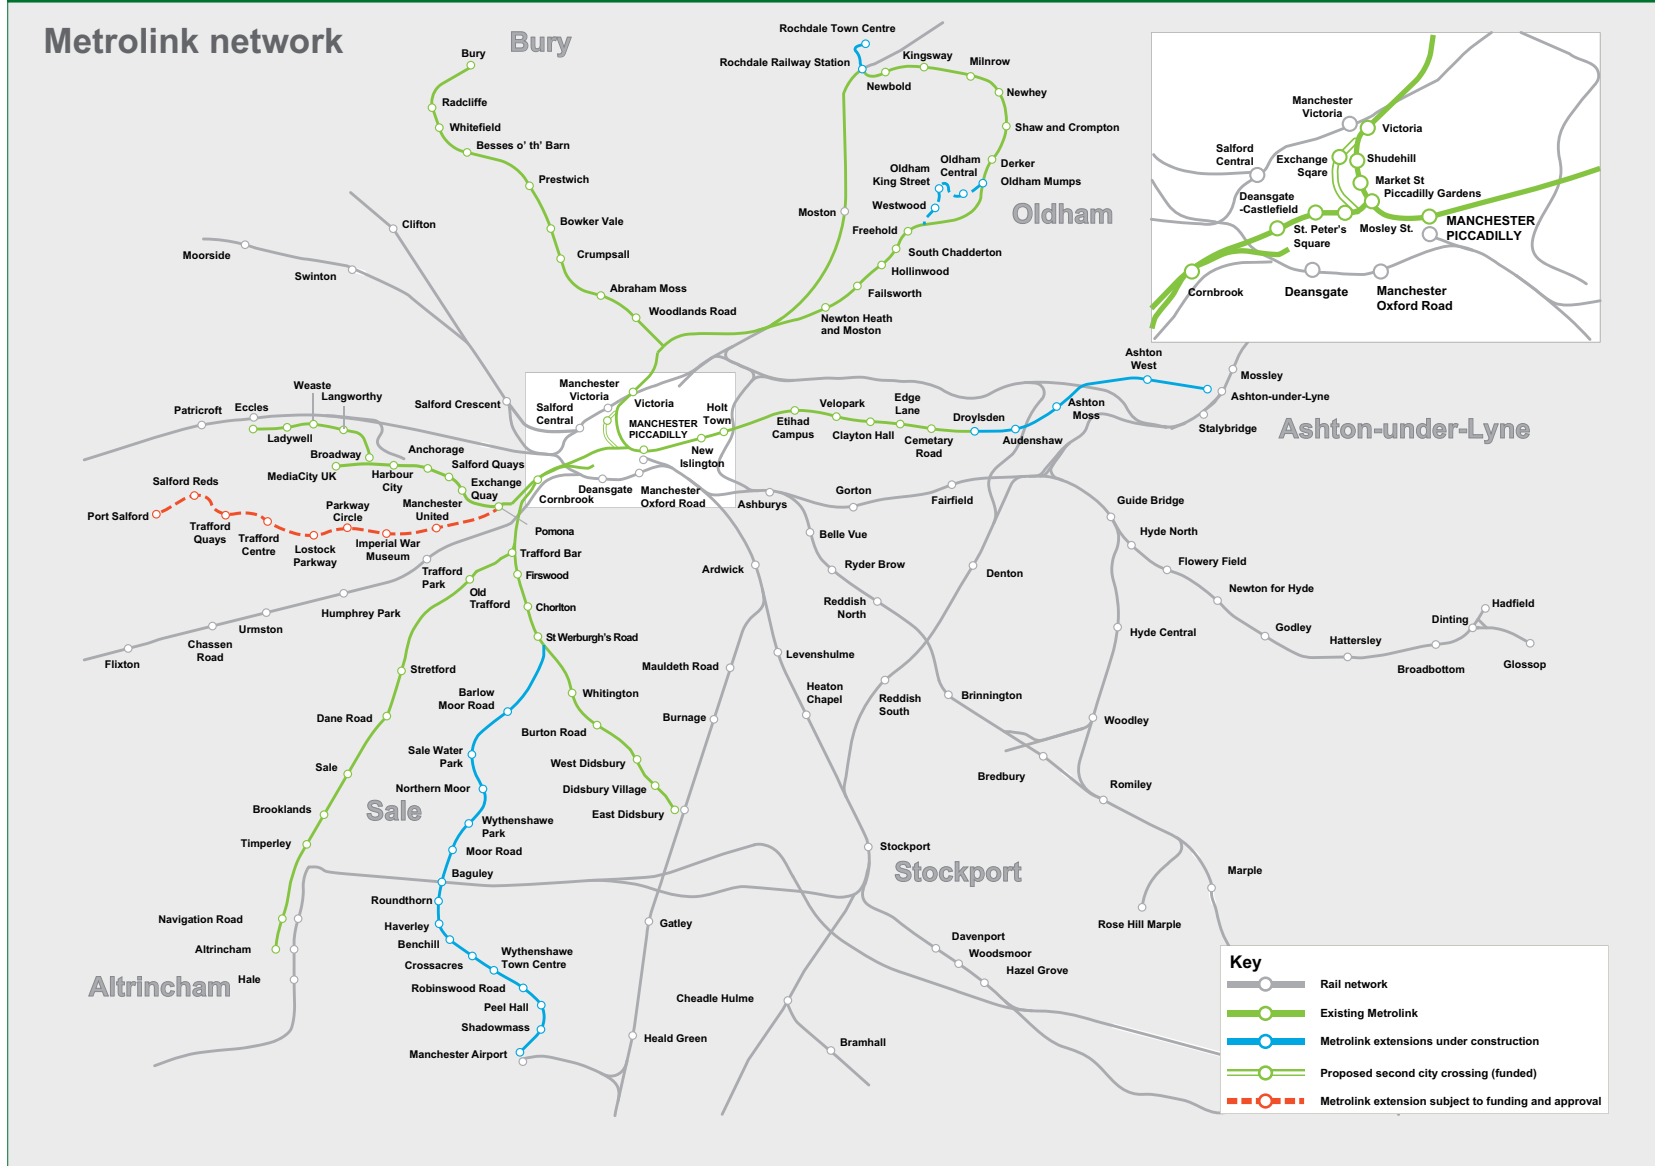 Metrolink network
Bury
Bury
Radcliffe
Whitefield
Besses o' th' Barn
Prestwich
Bowker Vale
Crumpsall
Abraham Moss
Woodlands Road
Rochdale Town Centre
Rochdale Railway Station
Kingsway
Milnrow
Newbold
Newhey
Shaw and Crompton
Derker
Oldham
Central
Oldham
King Street
Oldham Mumps
Westwood
Oldham
Moston
Freehold
South Chadderton
Hollinwood
Failsworth
Newton Heath
and Moston
Manchester
Victoria
Victoria
Salford
Central
Exchange
Sqare
Shudehill
Market St
Piccadilly Gardens
Deansgate
-Castlefield
St. Peter's
Square
Mosley St.
MANCHESTER
PICCADILLY
Cornbrook
Deansgate
Manchester
Oxford Road
Clifton
Moorside
Swinton
Weaste
Langworthy
Patricroft
Eccles
Salford Crescent
Ladywell
Broadway
Anchorage
MediaCity UK
Harbour
City
Salford Quays
Exchange
Quay
Manchester
Victoria
Salford
Central
Victoria
MANCHESTER
PICCADILLY
Holt
Town
New
Islington
Cornbrook
Deansgate
Manchester
Oxford Road
Etihad
Campus
Velopark
Clayton Hall
Edge
Lane
Cemetary
Road
Droylsden
Audenshaw
Ashton
Moss
Ashton
West
Mossley
Ashton-under-Lyne
Stalybridge
Ashton-under-Lyne
Salford Reds
Port Salford
Trafford
Quays
Trafford
Centre
Lostock
Parkway
Parkway
Circle
Imperial War
Museum
Manchester
United
Pomona
Trafford Bar
Trafford
Park
Old
Trafford
Firswood
Chorlton
St Werburgh's Road
Humphrey Park
Urmston
Chassen
Road
Flixton
Ashburys
Gorton
Fairfield
Belle Vue
Ryder Brow
Reddish
North
Ardwick
Denton
Guide Bridge
Hyde North
Flowery Field
Newton for Hyde
Godley
Hattersley
Broadbottom
Dinting
Hadfield
Glossop
Hyde Central
Stretford
Dane Road
Sale
Brooklands
Timperley
Sale
Barlow
Moor Road
Sale Water
Park
Northern Moor
Wythenshawe
Park
Moor Road
Baguley
Roundthorn
Haverley
Benchill
Crossacres
Wythenshawe
Town Centre
Robinswood Road
Peel Hall
Shadowmass
Manchester Airport
Whitington
Burton Road
West Didsbury
Didsbury Village
East Didsbury
Mauldeth Road
Burnage
Levenshulme
Heaton
Chapel
Reddish
South
Brinnington
Woodley
Bredbury
Romiley
Stockport
Stockport
Marple
Rose Hill Marple
Navigation Road
Altrincham
Altrincham
Hale
Gatley
Heald Green
Cheadle Hulme
Bramhall
Davenport
Woodsmoor
Hazel Grove
Key
Rail network
Existing Metrolink
Metrolink extensions under construction
Proposed second city crossing (funded)
Metrolink extension subject to funding and approval